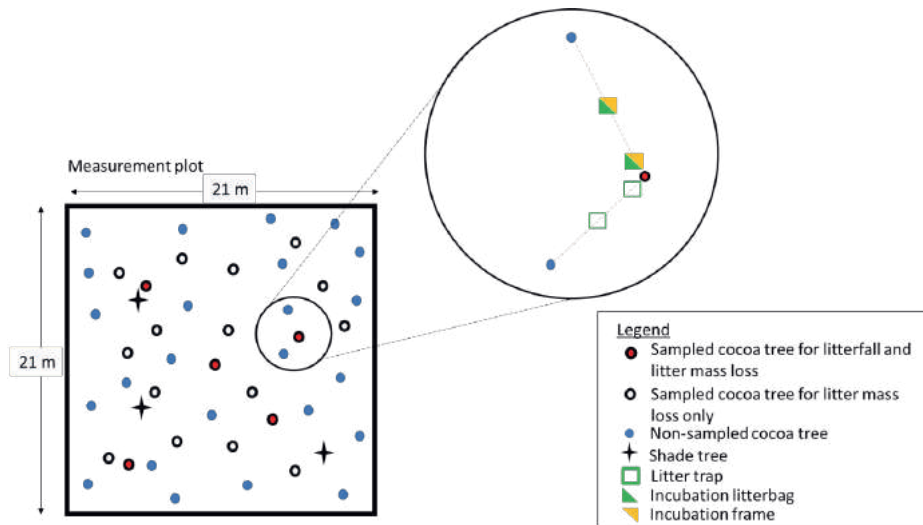 Measurement plot
21 m
21 m
Legend
Sampled cocoa tree for litterfall and
litter mass loss
Sampled cocoa tree for litter mass
loss only
Non-sampled cocoa tree
Shade tree
Litter trap
Incubation litterbag
Incubation frame